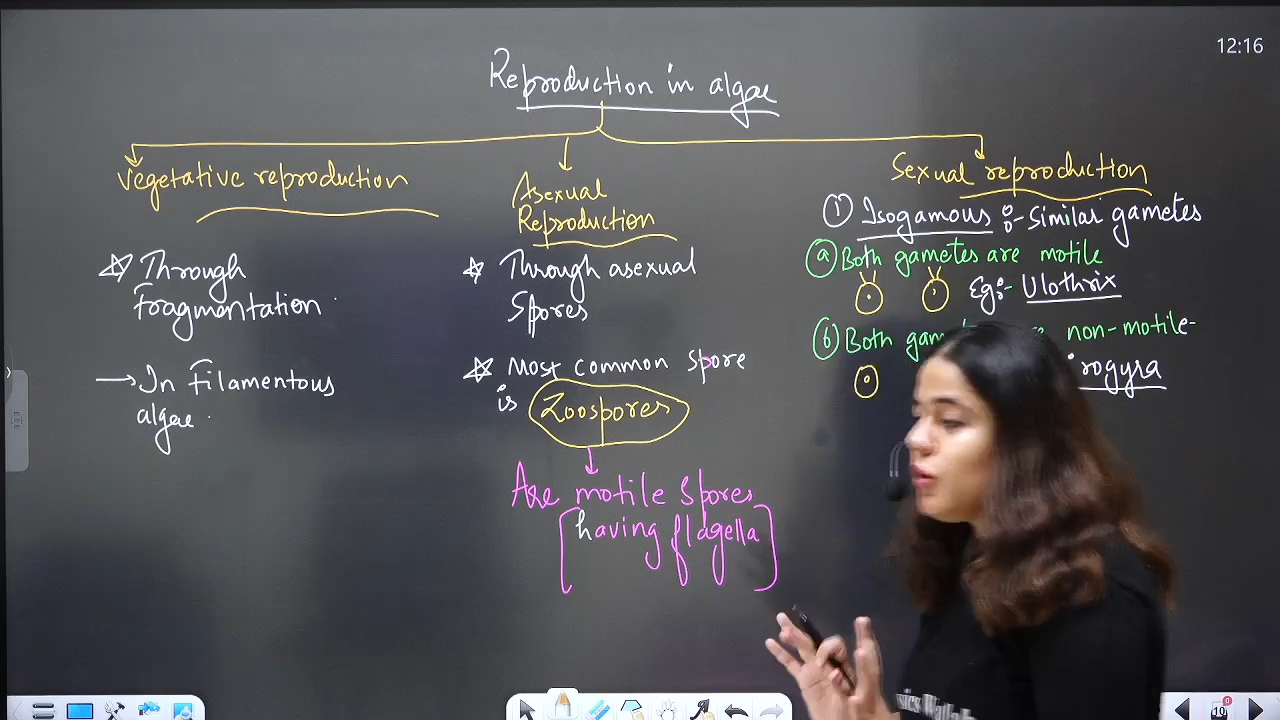 12:16
Reproduction in algae
Vegetative reproduction
☆ Through
Fragmentation
→ In Filamentous
algae
Asexual
Reproduction
☆ Through asexual
Spores
☆ Most common spore
is Zoospores
Are motile spores
[having flagella]
Sexual reproduction
① Isogamous :- Similar gametes
ⓐ Both gametes are motile
Eg:- Ulothrix
ⓑ Both non-motile-
10